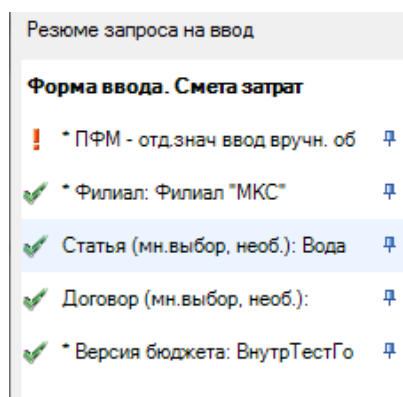 Резюме запроса на ввод
Форма ввода. Смета затрат
* ПФМ - отд.знач ввод вручн. об
* Филиал: Филиал "МКС"
Статья (мн.выбор, необ.): Вода
Договор (мн.выбор, необ.):
* Версия бюджета: ВнутрТестГо